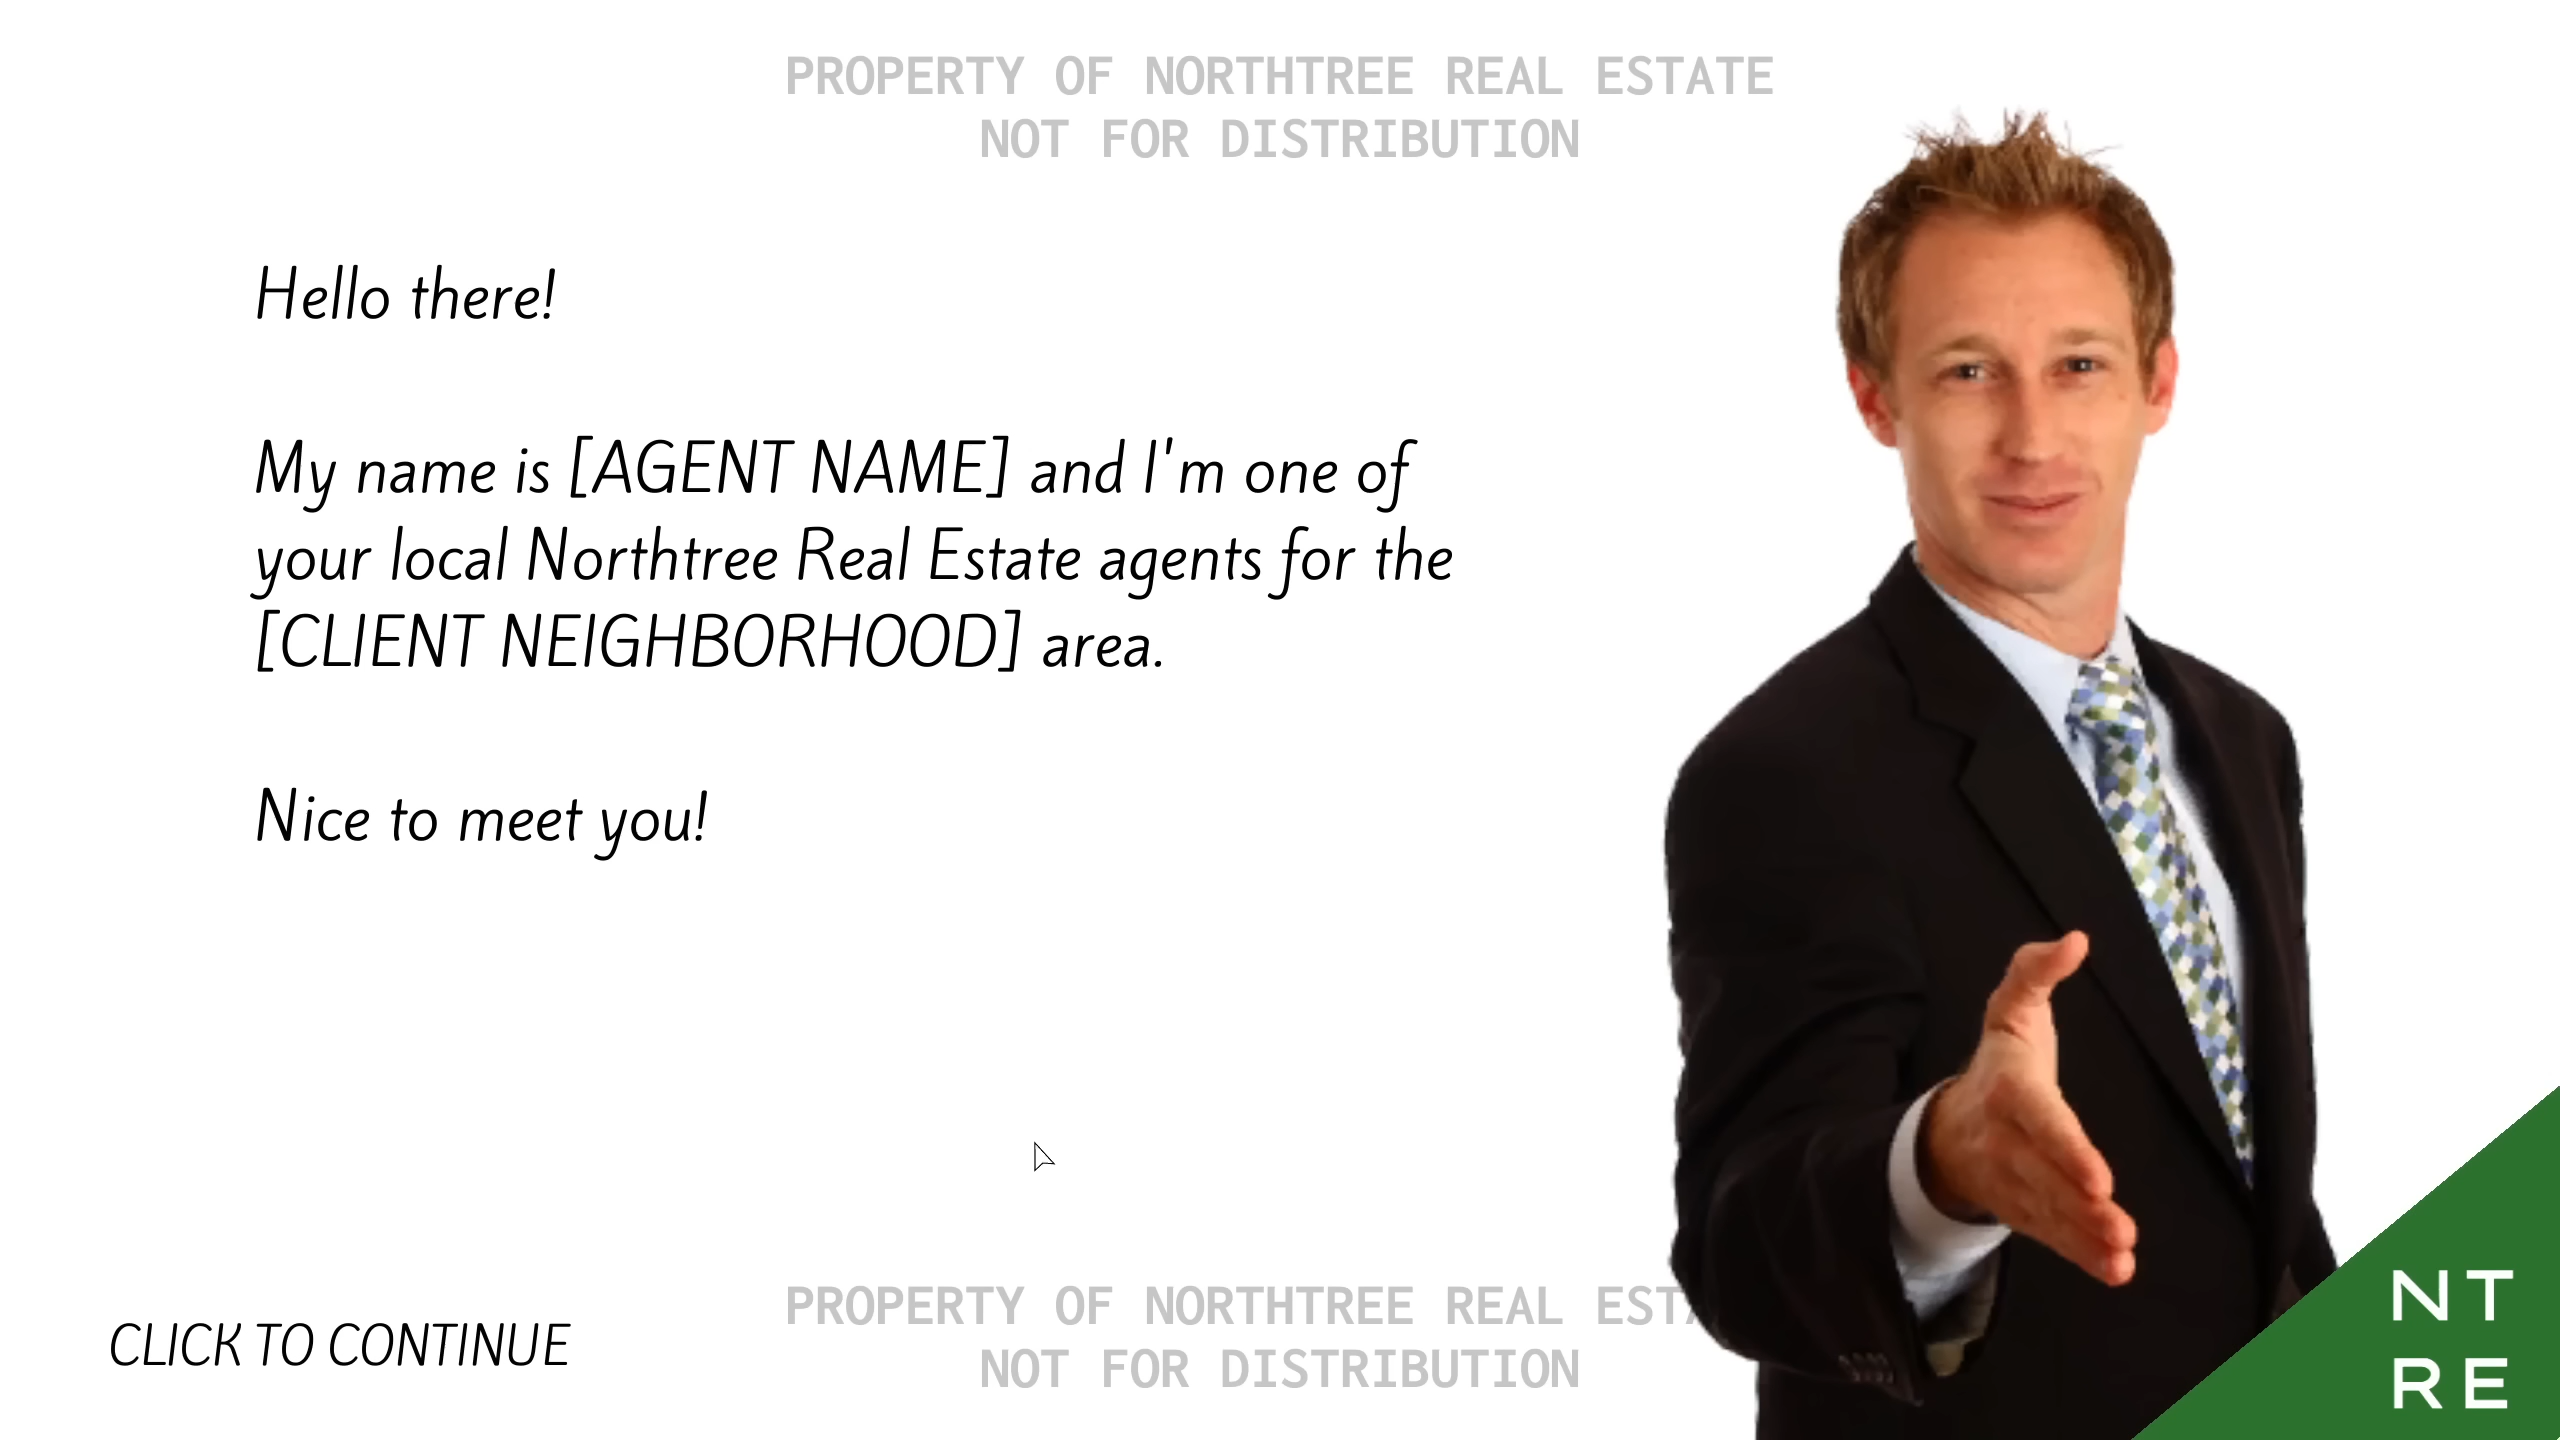 PROPERTY OF NORTHTREE REAL ESTATE
NOT FOR DISTRIBUTION
Hello there!
My name is [AGENT NAME] and I'm one of
your local Northtree Real Estate agents for the
[CLIENT NEIGHBORHOOD] area.
Nice to meet you!
PROPERTY OF NORTHTREE REAL
NOT FOR DISTRIBUTION
CLICK TO CONTINUE
NT
RE